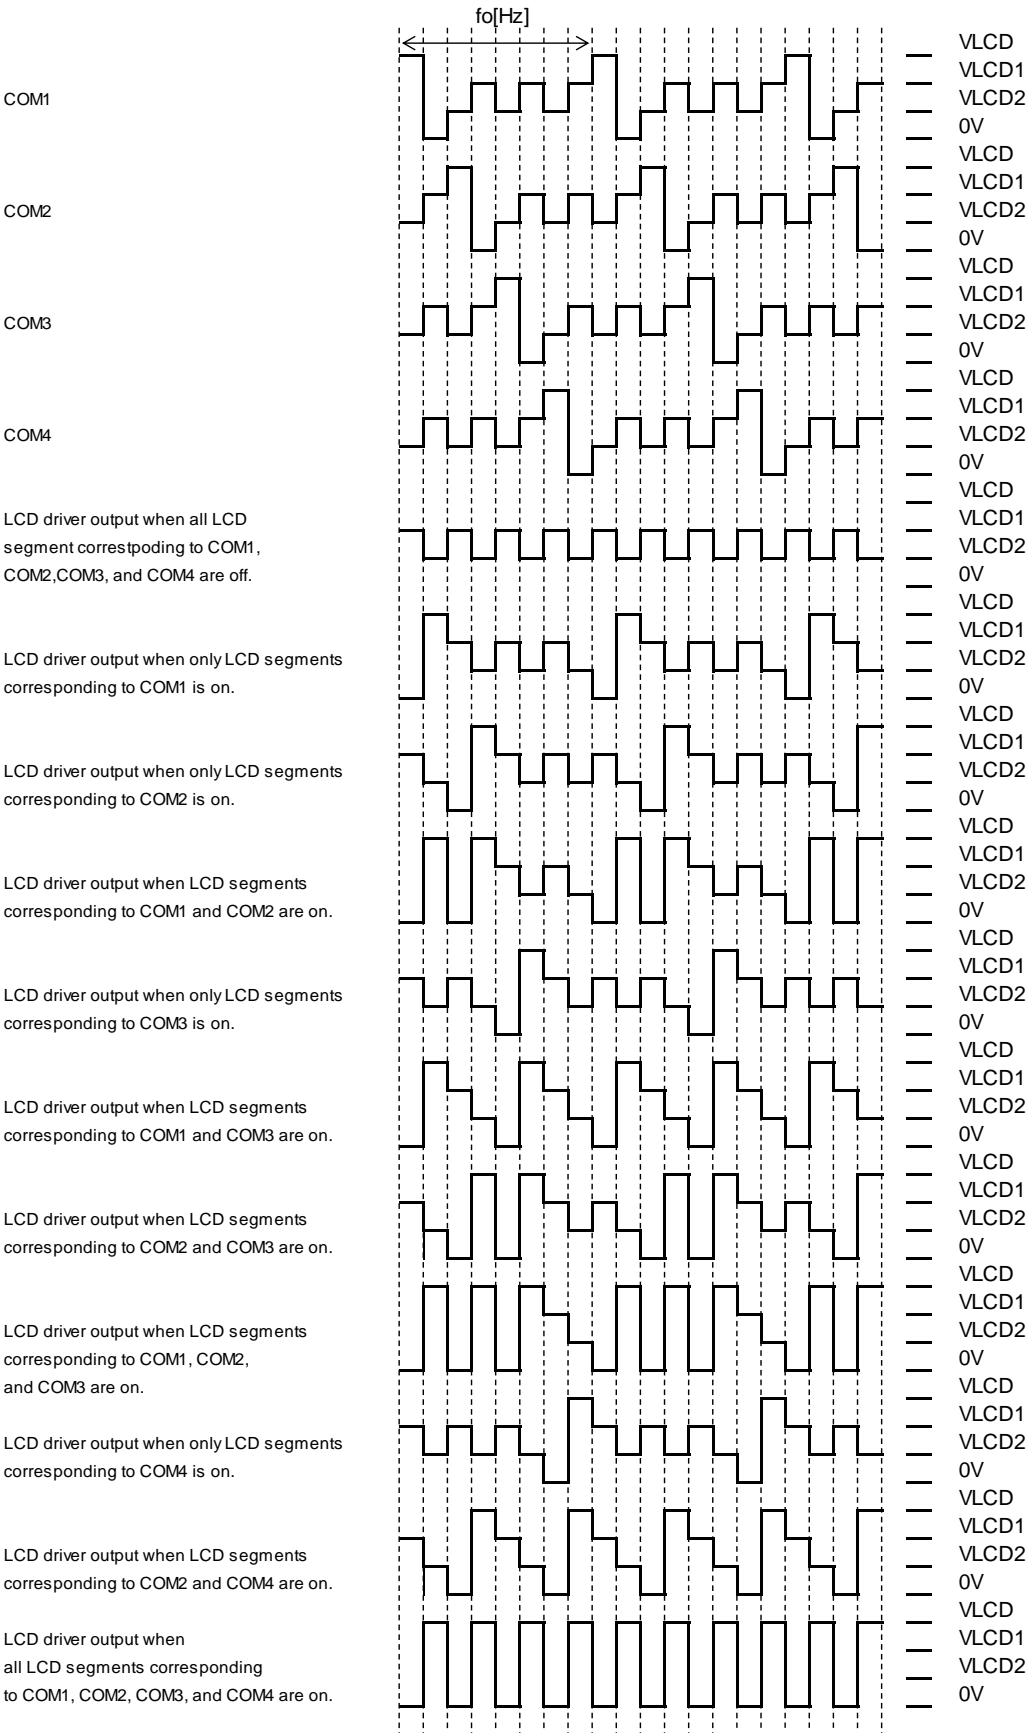 fo[Hz]
VLCD
VLCD1
COM1
VLCD2
0V
VLCD
VLCD1
COM2
VLCD2
0V
VLCD
VLCD1
COM3
VLCD2
0V
VLCD
VLCD1
COM4
VLCD2
0V
VLCD
LCD driver output when all LCD
VLCD1
segment correstpoding to COM1,
VLCD2
COM2,COM3, and COM4 are off.
0V
VLCD
VLCD1
LCD driver output when only LCD segments
VLCD2
corresponding to COM1 is on.
0V
VLCD
VLCD1
LCD driver output when only LCD segments
VLCD2
corresponding to COM2 is on.
0V
VLCD
VLCD1
LCD driver output when LCD segments
VLCD2
corresponding to COM1 and COM2 are on.
0V
VLCD
VLCD1
LCD driver output when only LCD segments
VLCD2
corresponding to COM3 is on.
0V
VLCD
VLCD1
LCD driver output when LCD segments
VLCD2
corresponding to COM1 and COM3 are on.
0V
VLCD
VLCD1
LCD driver output when LCD segments
VLCD2
corresponding to COM2 and COM3 are on.
0V
VLCD
VLCD1
LCD driver output when LCD segments
VLCD2
corresponding to COM1, COM2,
0V
and COM3 are on.
VLCD
VLCD1
LCD driver output when only LCD segments
VLCD2
corresponding to COM4 is on.
0V
VLCD
VLCD1
LCD driver output when LCD segments
VLCD2
corresponding to COM2 and COM4 are on.
0V
VLCD
LCD driver output when
VLCD1
all LCD segments corresponding
VLCD2
to COM1, COM2, COM3, and COM4 are on.
0V